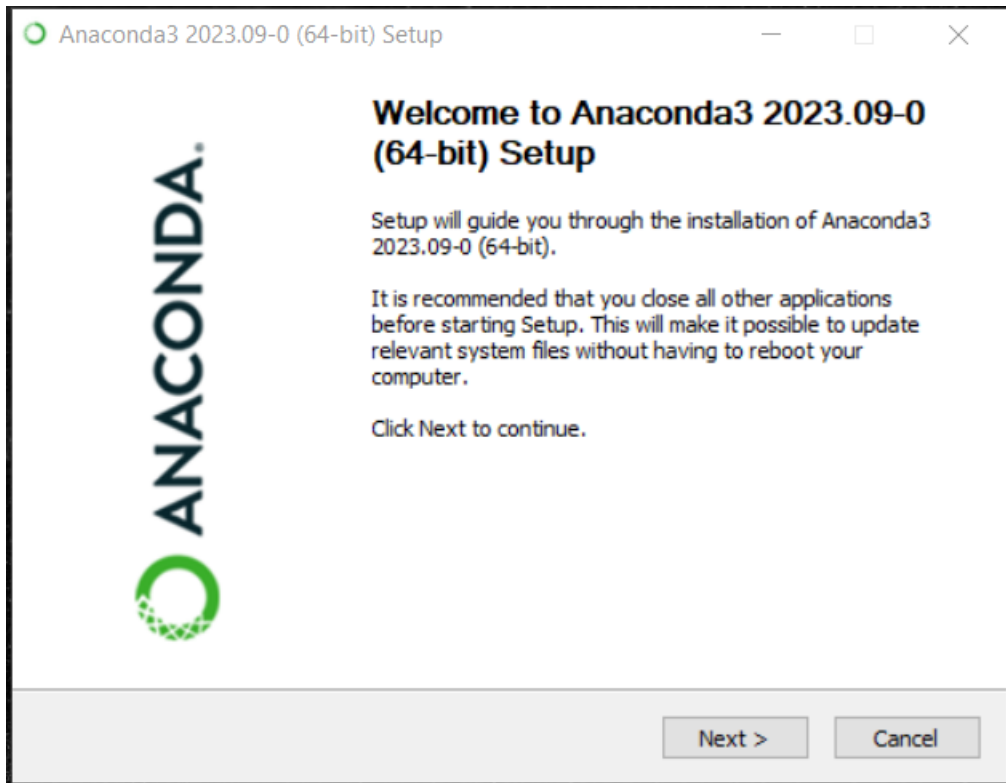 Anaconda3 2023.09-0 (64-bit) Setup
Welcome to Anaconda3 2023.09-0
(64-bit) Setup
Setup will guide you through the installation of Anaconda3
2023.09-0 (64-bit).
It is recommended that you close all other applications
before starting Setup. This will make it possible to update
relevant system files without having to reboot your
computer.
Click Next to continue.
ANACONDA.
Next >
Cancel